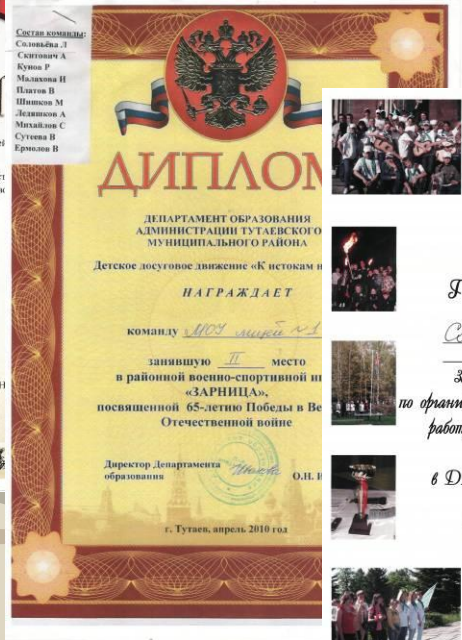 Состав команды:
Соловьёва Л
Скитович А
Кунов Р
Малахова И
Платов В
Шишков М
Ледянков А
Михайлов С
Сутеева В
Ермолов В
ДИПЛОМ
ДЕПАРТАМЕНТ ОБРАЗОВАНИЯ
АДМИНИСТРАЦИИ ТУТАЕВСКОГО
МУНИЦИПАЛЬНОГО РАЙОНА
Детское досуговое движение «К истокам н
НАГРАЖДАЕТ
команду МОУ лицей №1
занявшую II место
в районной военно-спортивной иг
«ЗАРНИЦА»,
посвященной 65-летию Победы в Ве
Отечественной войне
Директор Департамента
образования О.Н. И
г. Тутаев, апрель 2010 год
по органи
работ
в Д